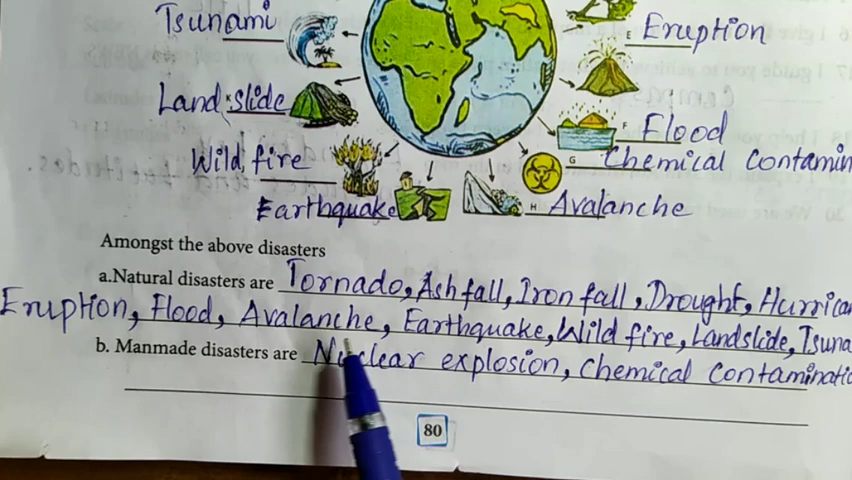 Tsunami
E Eruption
Land slide
F Flood
Wild fire
G Chemical Contamin
Earthquake
H Avalanche
Amongst the above disasters
a.Natural disasters are Tornado, Ash fall, Iron fall, Drought, Hurrican
Eruption, Flood, Avalanche, Earthquake, Wild fire, Landslide, Tsuna
b. Manmade disasters are Nuclear explosion, Chemical Contaminatio
80